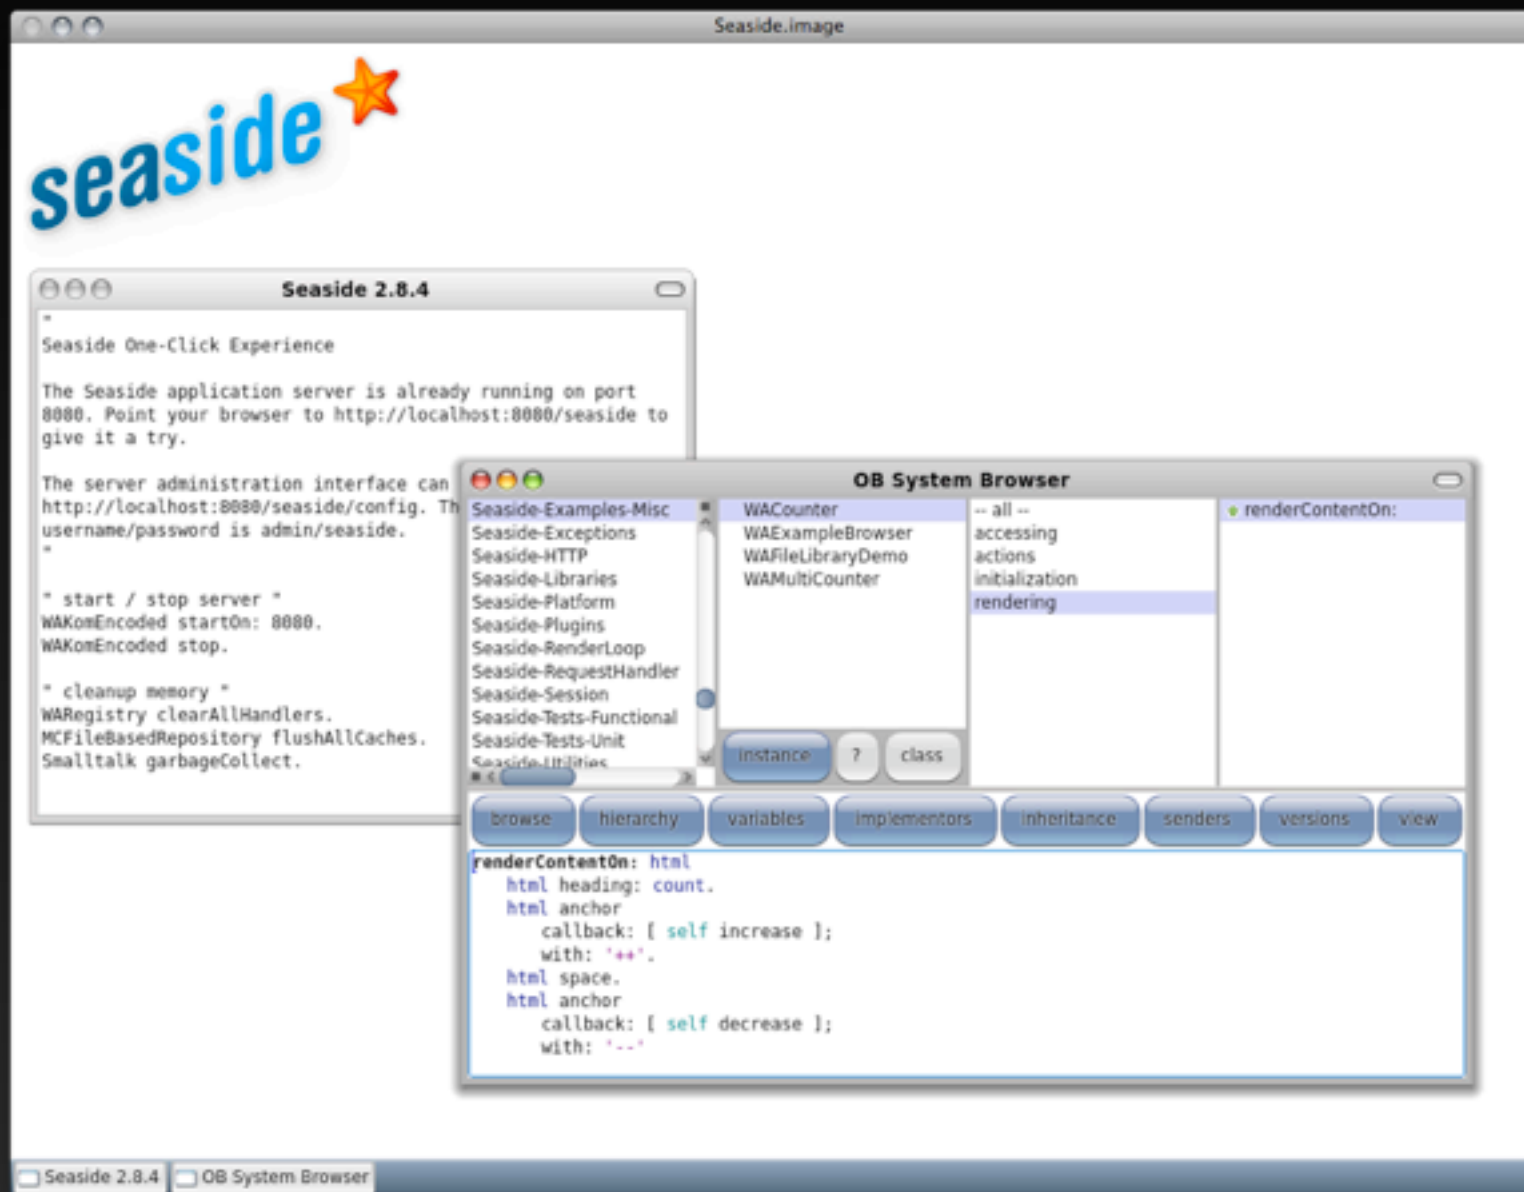 Seaside.image
seaside
Seaside 2.8.4
"
Seaside One-Click Experience
The Seaside application server is already running on port
8080. Point your browser to http://localhost:8080/seaside to
give it a try.
The server administration interface can
http://localhost:8080/seaside/config. Th
username/password is admin/seaside.
"
" start / stop server "
WAKomEncoded startOn: 8080.
WAKomEncoded stop.
" cleanup memory "
WARegistry clearAllHandlers.
MCFileBasedRepository flushAllCaches.
Smalltalk garbageCollect.
OB System Browser
Seaside-Examples-Misc
Seaside-Exceptions
Seaside-HTTP
Seaside-Libraries
Seaside-Platform
Seaside-Plugins
Seaside-RenderLoop
Seaside-RequestHandler
Seaside-Session
Seaside-Tests-Functional
Seaside-Tests-Unit
Seaside-Utilities
WACounter
WAExampleBrowser
WAFileLibraryDemo
WAMultiCounter
instance ? class
-- all --
accessing
actions
initialization
rendering
renderContentOn:
browse hierarchy variables implementors inheritance senders versions view
renderContentOn: html
html heading: count.
html anchor
callback: [ self increase ];
with: '++'.
html space.
html anchor
callback: [ self decrease ];
with: '--'
Seaside 2.8.4 OB System Browser